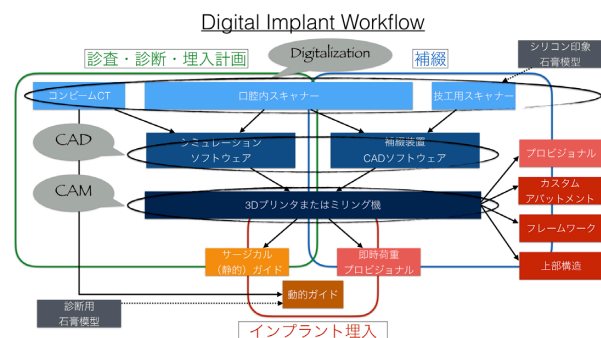 Digital Implant Workflow
診査・診断・埋入計画
Digitalization
補綴
シリコン印象
石膏模型
コンビームCT
口腔内スキャナー
技工用スキャナー
CAD
シミュレーション
ソフトウェア
補綴装置
CADソフトウェア
プロビジョナル
CAM
3Dプリンタまたはミリング機
カスタム
アバットメント
フレームワーク
サージカル
（静的）ガイド
即時荷重
プロビジョナル
上部構造
動的ガイド
診断用
石膏模型
インプラント埋入